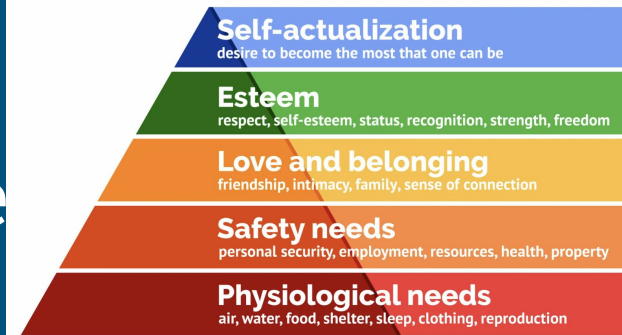 Self-actualization
desire to become the most that one can be
Esteem
respect, self-esteem, status, recognition, strength, freedom
Love and belonging
friendship, intimacy, family, sense of connection
Safety needs
personal security, employment, resources, health, property
Physiological needs
air, water, food, shelter, sleep, clothing, reproduction